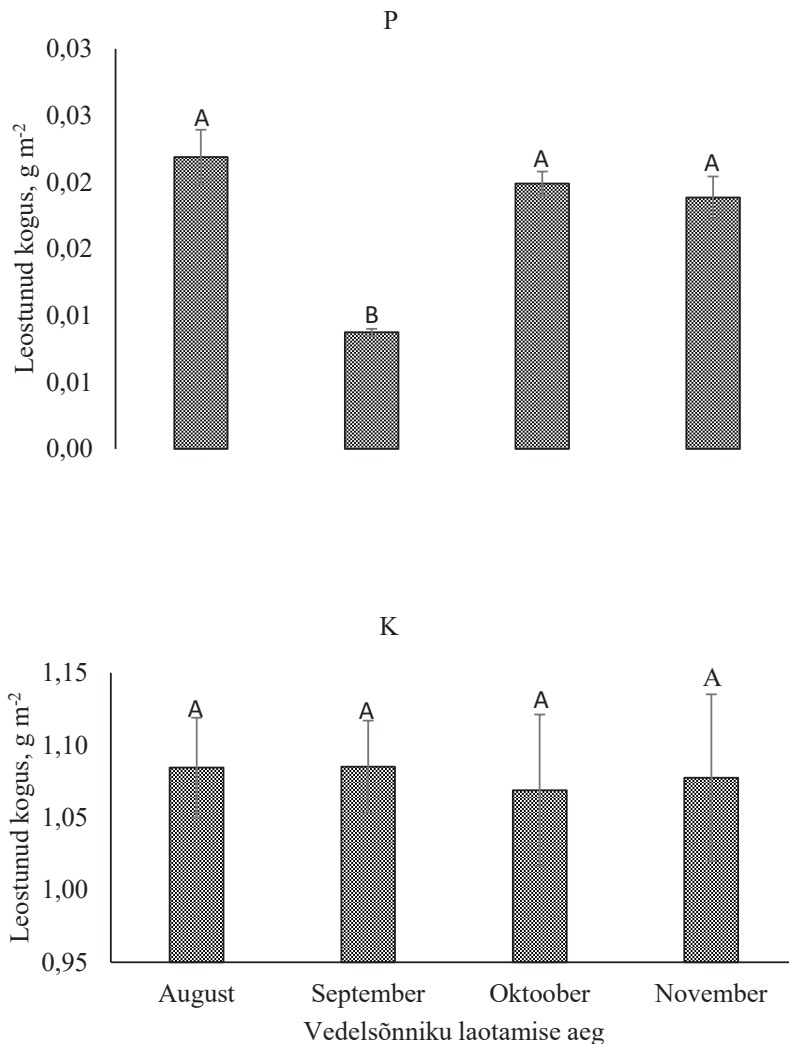 P
Leostunud kogus, g m⁻²
0,03
0,03
0,02
0,02
0,01
0,01
0,00
A
B
A
A
K
Leostunud kogus, g m⁻²
1,15
1,10
1,05
1,00
0,95
A
A
A
A
August September Oktoober November
Vedelsõnniku laotamise aeg